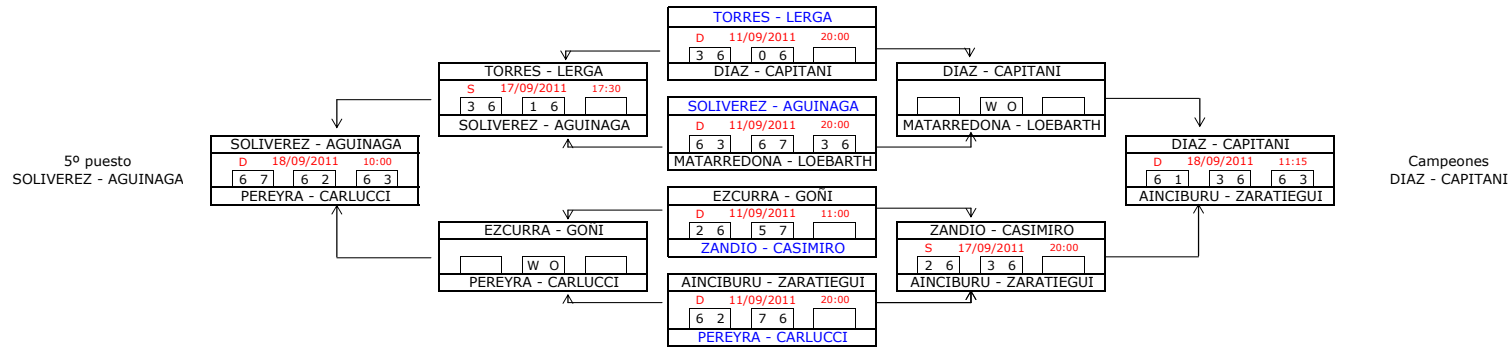 TORRES - LERGA
D 11/09/2011 20:00
3 6 0 6
DIAZ - CAPITANI
TORRES - LERGA
S 17/09/2011 17:30
3 6 1 6
SOLIVEREZ - AGUINAGA
DIAZ - CAPITANI
W O
MATARREDONA - LOEBARTH
SOLIVEREZ - AGUINAGA
D 11/09/2011 20:00
6 3 6 7 3 6
MATARREDONA - LOEBARTH
5º puesto
SOLIVEREZ - AGUINAGA
SOLIVEREZ - AGUINAGA
D 18/09/2011 10:00
6 7 6 2 6 3
PEREYRA - CARLUCCI
DIAZ - CAPITANI
D 18/09/2011 11:15
6 1 3 6 6 3
AINCIBURU - ZARATIEGUI
Campeones
DIAZ - CAPITANI
EZCURRA - GOÑI
D 11/09/2011 11:00
2 6 5 7
ZANDIO - CASIMIRO
EZCURRA - GOÑI
W O
PEREYRA - CARLUCCI
ZANDIO - CASIMIRO
S 17/09/2011 20:00
2 6 3 6
AINCIBURU - ZARATIEGUI
AINCIBURU - ZARATIEGUI
D 11/09/2011 20:00
6 2 7 6
PEREYRA - CARLUCCI